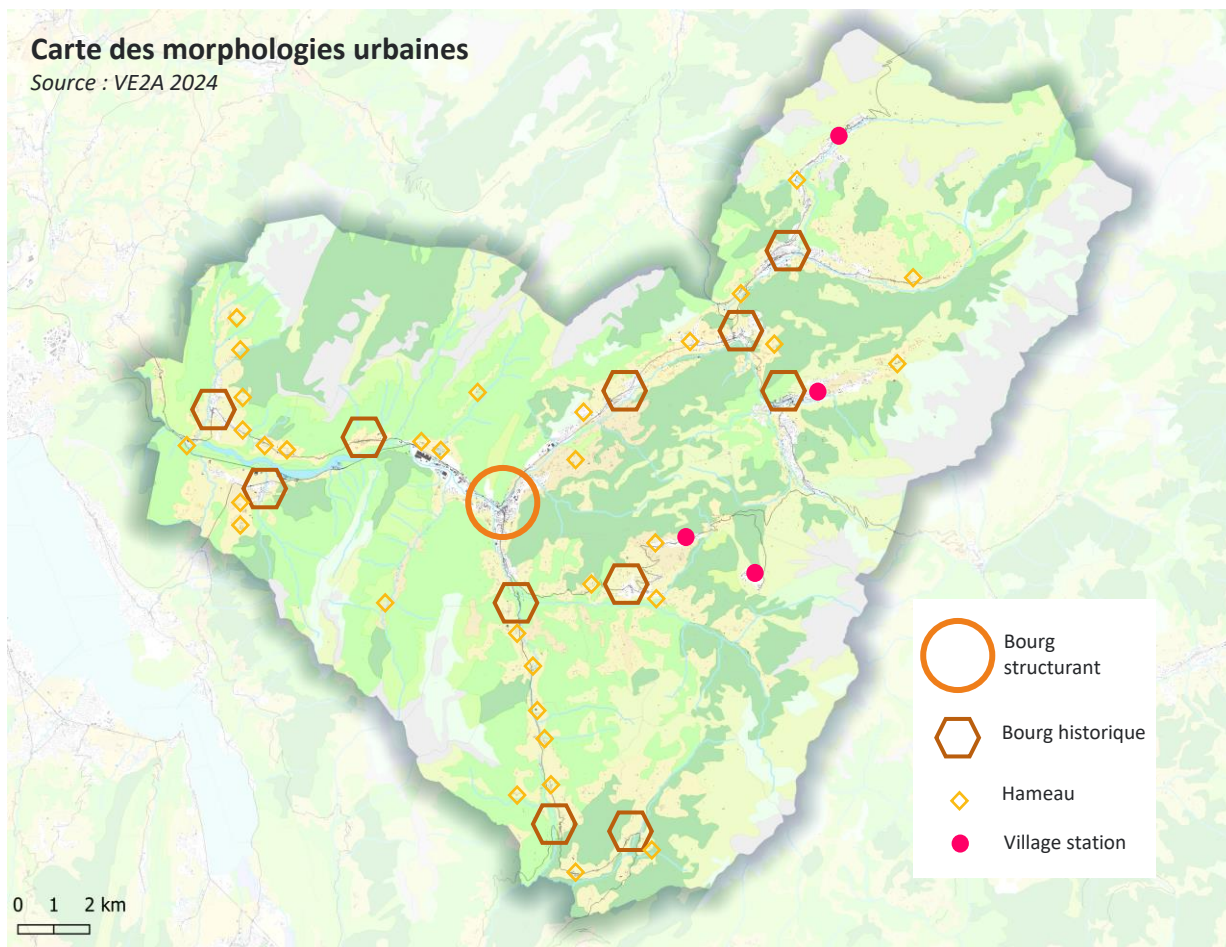 Carte des morphologies urbaines
Source : VE2A 2024
Bourg
structurant
Bourg historique
Hameau
Village station
0 1 2 km